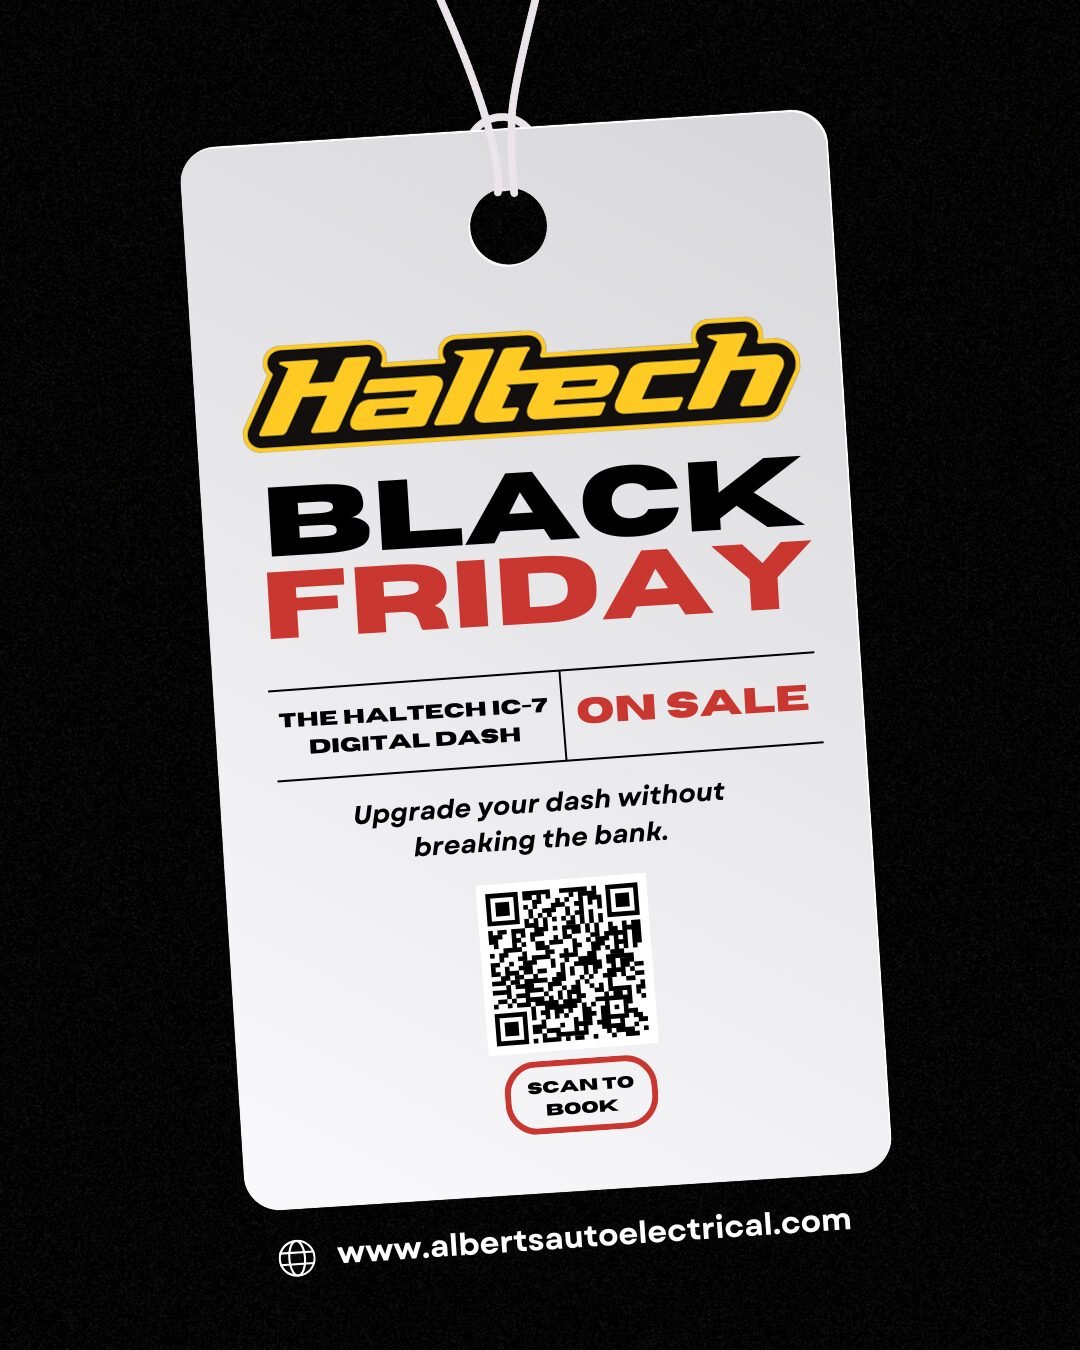 Haltech
BLACK
FRIDAY
THE HALTECH IC-7
DIGITAL DASH
ON SALE
Upgrade your dash without
breaking the bank.
SCAN TO
BOOK
www.albertsautoelectrical.com